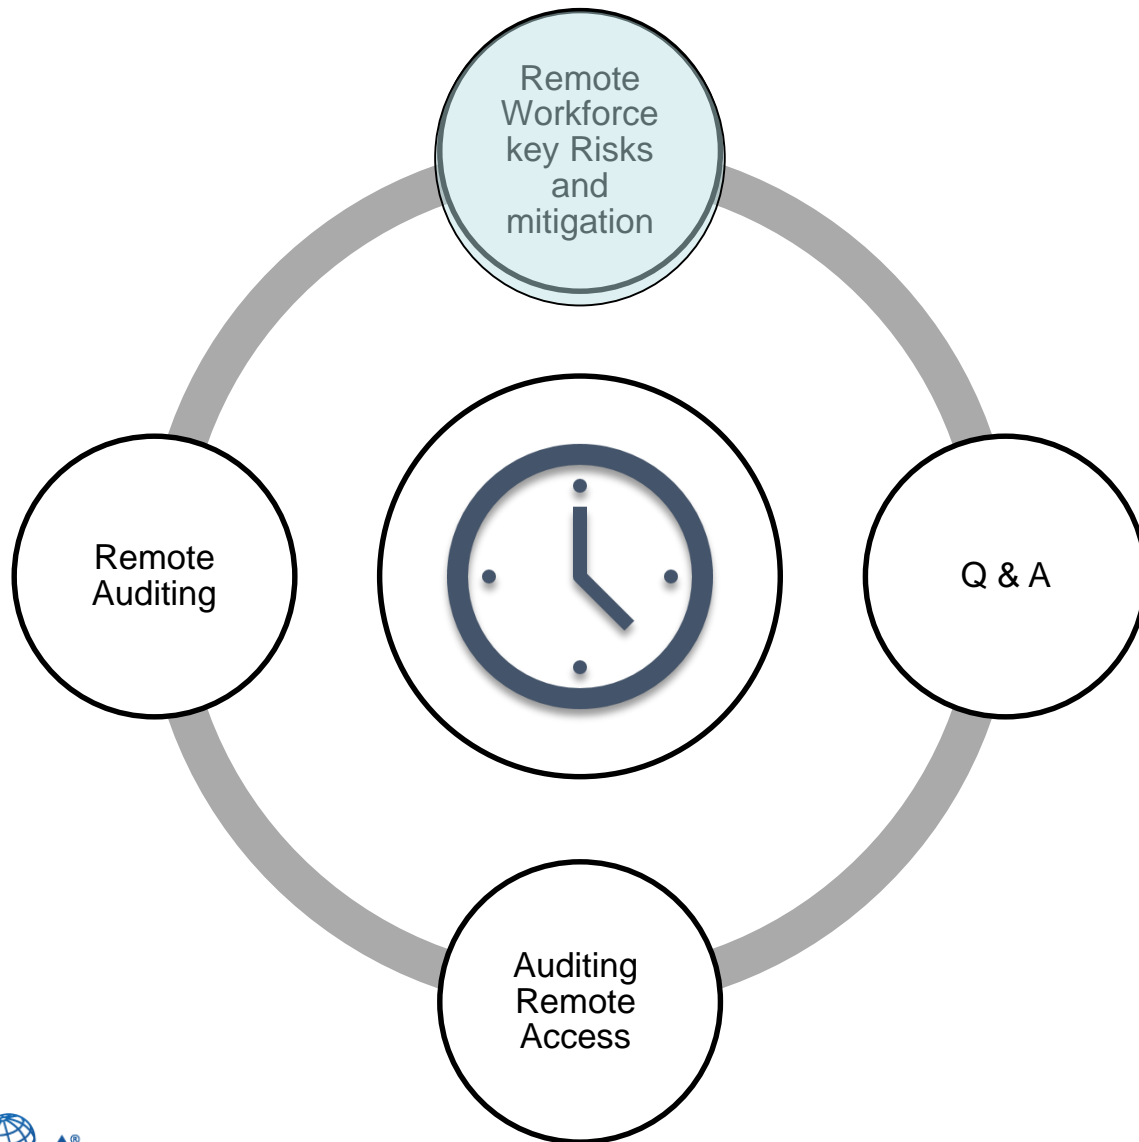 Remote
Workforce
key Risks
and
mitigation
Remote
Auditing
Q & A
Auditing
Remote
Access